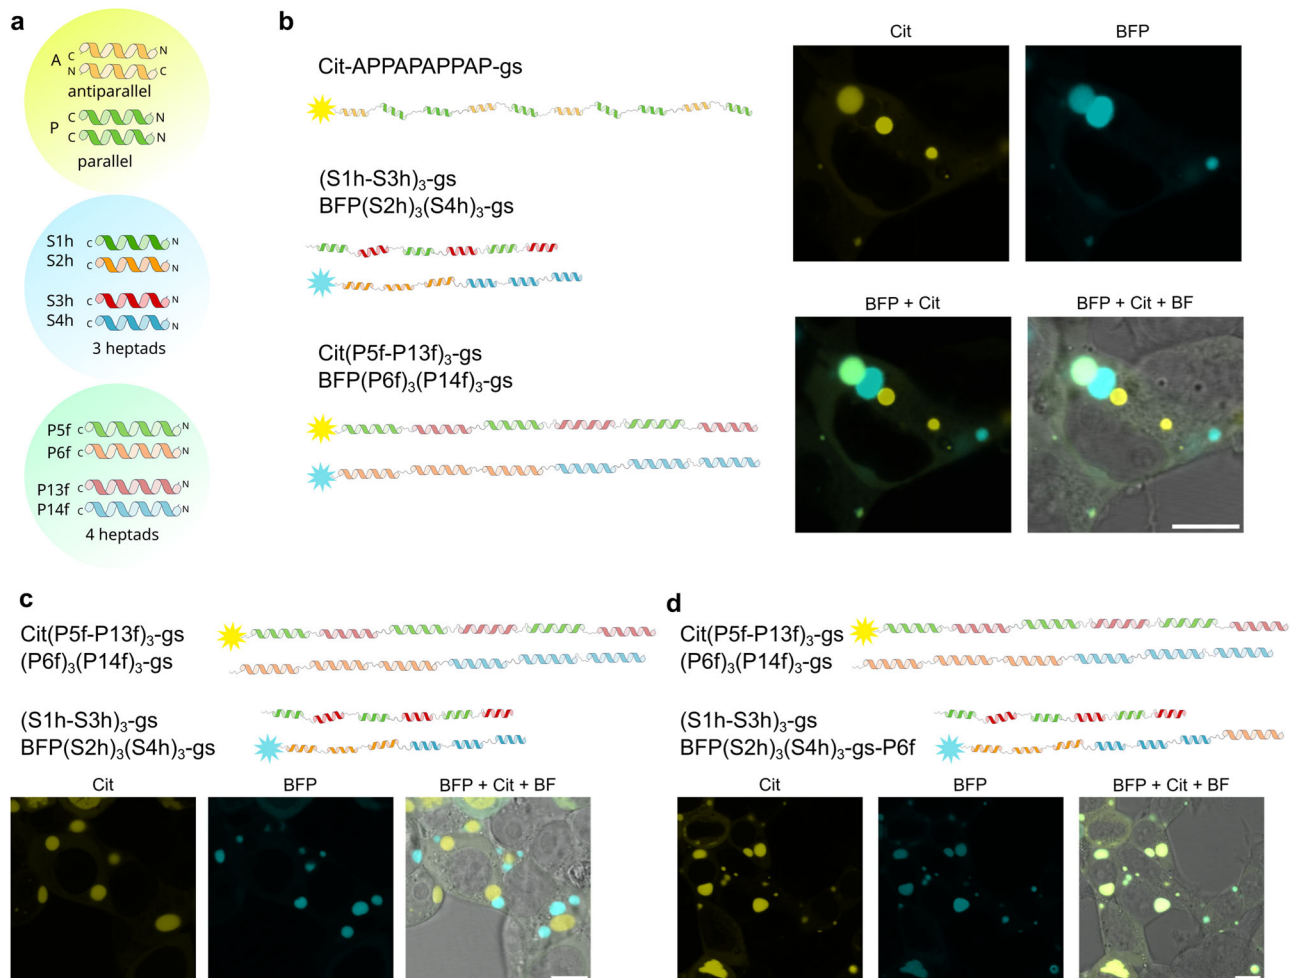 a
A
C
N
N
C
antiparallel
P
C
N
C
N
parallel
S1h
C
N
S2h
C
N
S3h
C
N
S4h
C
N
3 heptads
P5f
C
N
P6f
C
N
P13f
C
N
P14f
C
N
4 heptads
b
Cit-APPAPAPPAP-gs
(S1h-S3h)3-gs
BFP(S2h)3(S4h)3-gs
Cit(P5f-P13f)3-gs
BFP(P6f)3(P14f)3-gs
Cit
BFP
BFP + Cit
BFP + Cit + BF
c
Cit(P5f-P13f)3-gs
(P6f)3(P14f)3-gs
(S1h-S3h)3-gs
BFP(S2h)3(S4h)3-gs
Cit
BFP
BFP + Cit + BF
d
Cit(P5f-P13f)3-gs
(P6f)3(P14f)3-gs
(S1h-S3h)3-gs
BFP(S2h)3(S4h)3-gs-P6f
Cit
BFP
BFP + Cit + BF